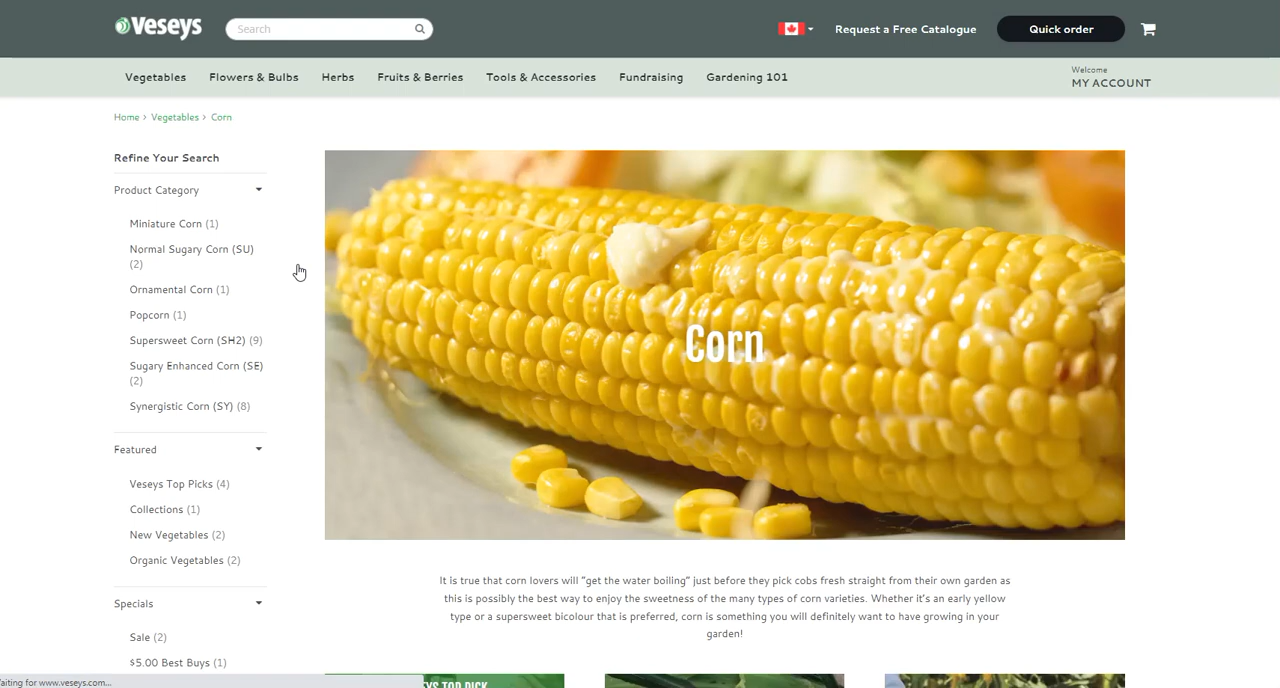 Veseys
Search
Request a Free Catalogue
Quick order
Vegetables
Flowers & Bulbs
Herbs
Fruits & Berries
Tools & Accessories
Fundraising
Gardening 101
Welcome
MY ACCOUNT
Home > Vegetables > Corn
Refine Your Search
Product Category
Miniature Corn (1)
Normal Sugary Corn (SU)
(2)
Ornamental Corn (1)
Popcorn (1)
Supersweet Corn (SH2) (9)
Sugary Enhanced Corn (SE)
(2)
Synergistic Corn (SY) (8)
Featured
Veseys Top Picks (4)
Collections (1)
New Vegetables (2)
Organic Vegetables (2)
Specials
Sale (2)
$5.00 Best Buys (1)
Corn
It is true that corn lovers will "get the water boiling" just before they pick cobs fresh straight from their own garden as
this is possibly the best way to enjoy the sweetness of the many types of corn varieties. Whether it's an early yellow
type or a supersweet bicolour that is preferred, corn is something you will definitely want to have growing in your
garden!
TOP PICK
for www.veseys.com...